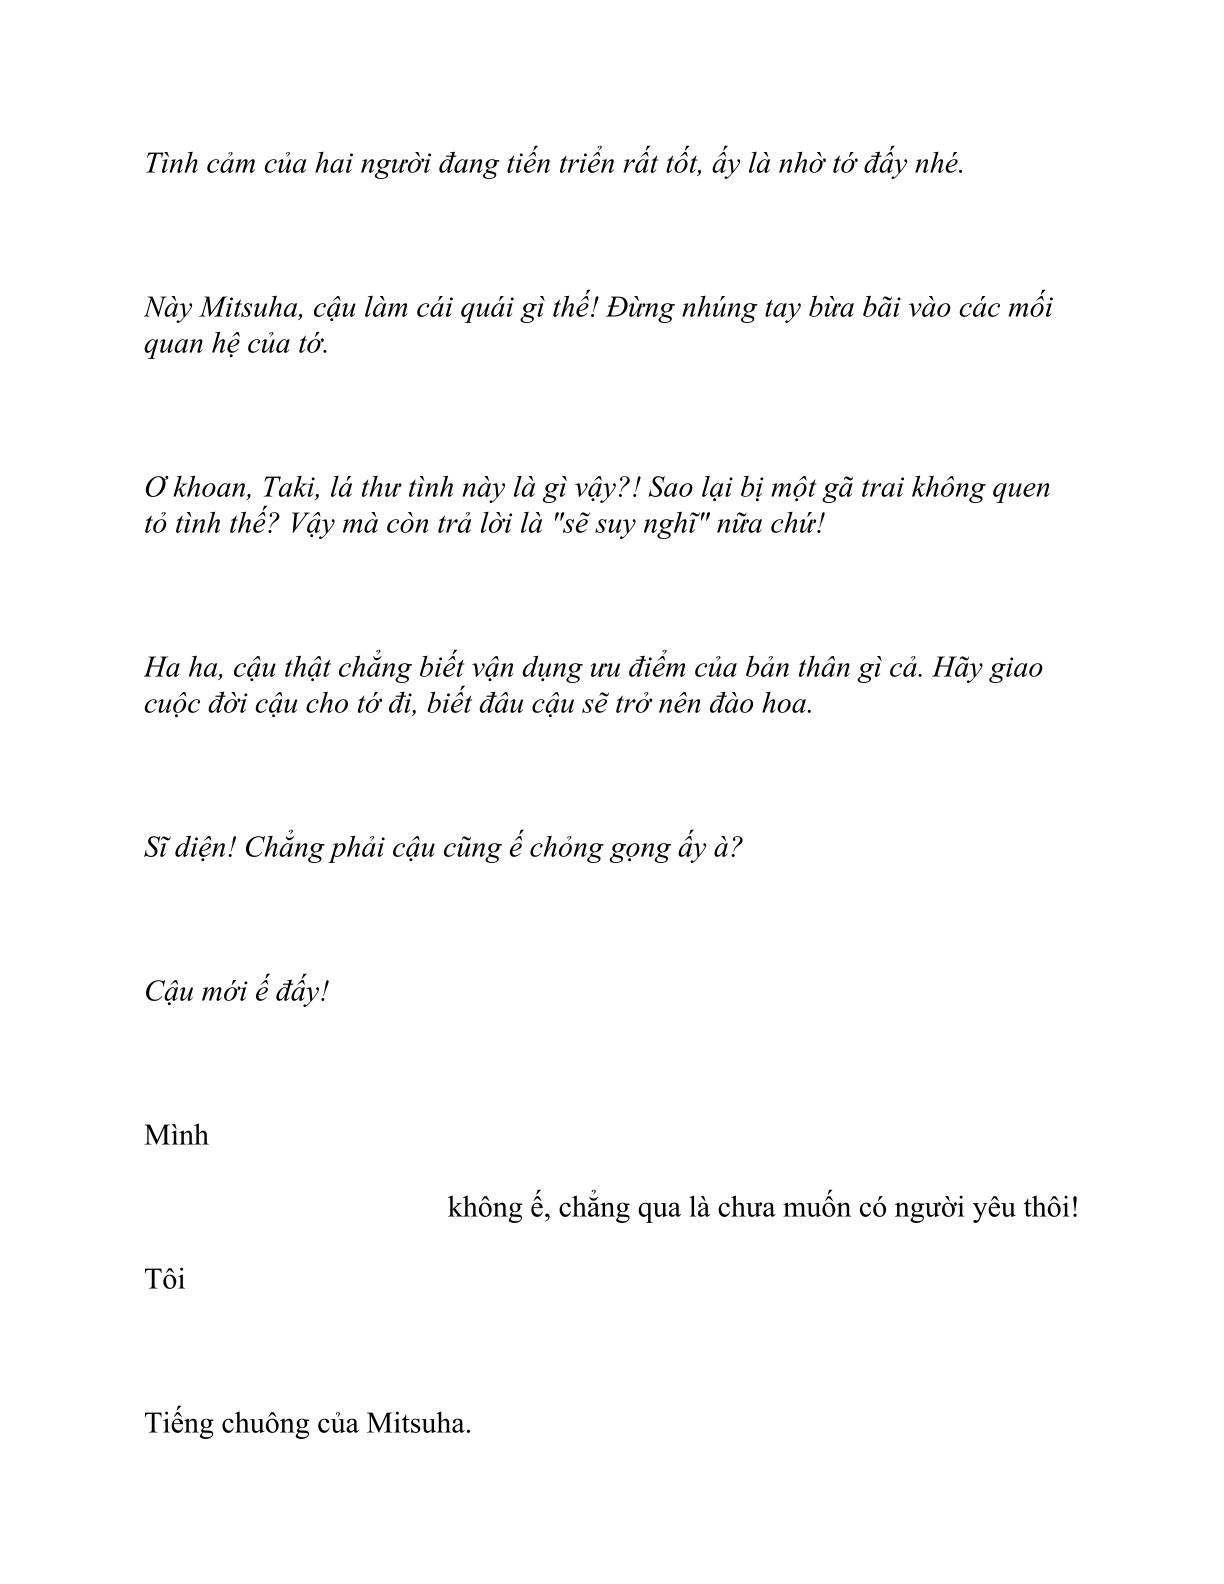 Tình cảm của hai người đang tiến triển rất tốt, ấy là nhờ tớ đấy nhé.
Này Mitsuha, cậu làm cái quái gì thế! Đừng nhúng tay bừa bãi vào các mối
quan hệ của tớ.
Ơ khoan, Taki, lá thư tình này là gì vậy?! Sao lại bị một gã trai không quen
tỏ tình thế? Vậy mà còn trả lời là "sẽ suy nghĩ" nữa chứ!
Ha ha, cậu thật chẳng biết vận dụng ưu điểm của bản thân gì cả. Hãy giao
cuộc đời cậu cho tớ đi, biết đâu cậu sẽ trở nên đào hoa.
Sĩ diện! Chẳng phải cậu cũng ế chỏng gọng ấy à?
Cậu mới ế đấy!
Mình
không ế, chẳng qua là chưa muốn có người yêu thôi!
Tôi
Tiếng chuông của Mitsuha.